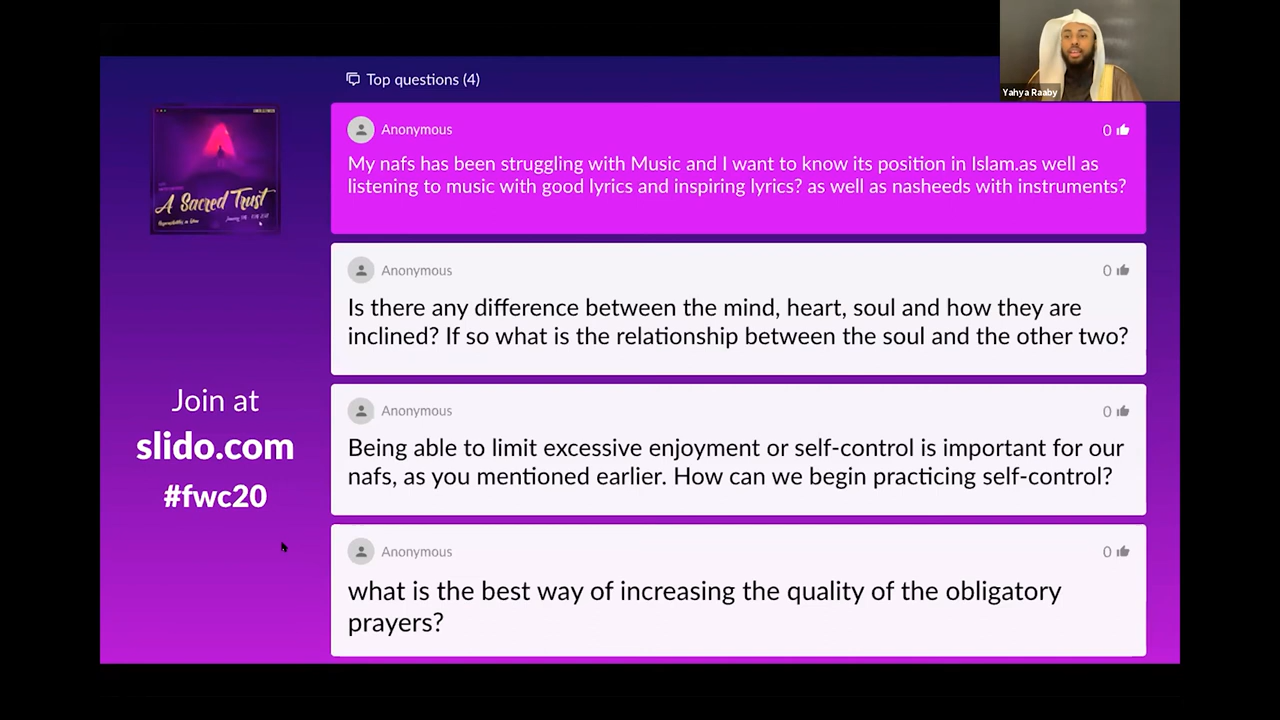 Top questions (4)
Yahya Raaby
A Sacred Trust
Anonymous
0
My nafs has been struggling with Music and I want to know its position in Islam.as well as
listening to music with good lyrics and inspiring lyrics? as well as nasheeds with instruments?
Anonymous
0
Is there any difference between the mind, heart, soul and how they are
inclined? If so what is the relationship between the soul and the other two?
Join at
slido.com
#fwc20
Anonymous
0
Being able to limit excessive enjoyment or self-control is important for our
nafs, as you mentioned earlier. How can we begin practicing self-control?
Anonymous
0
what is the best way of increasing the quality of the obligatory
prayers?